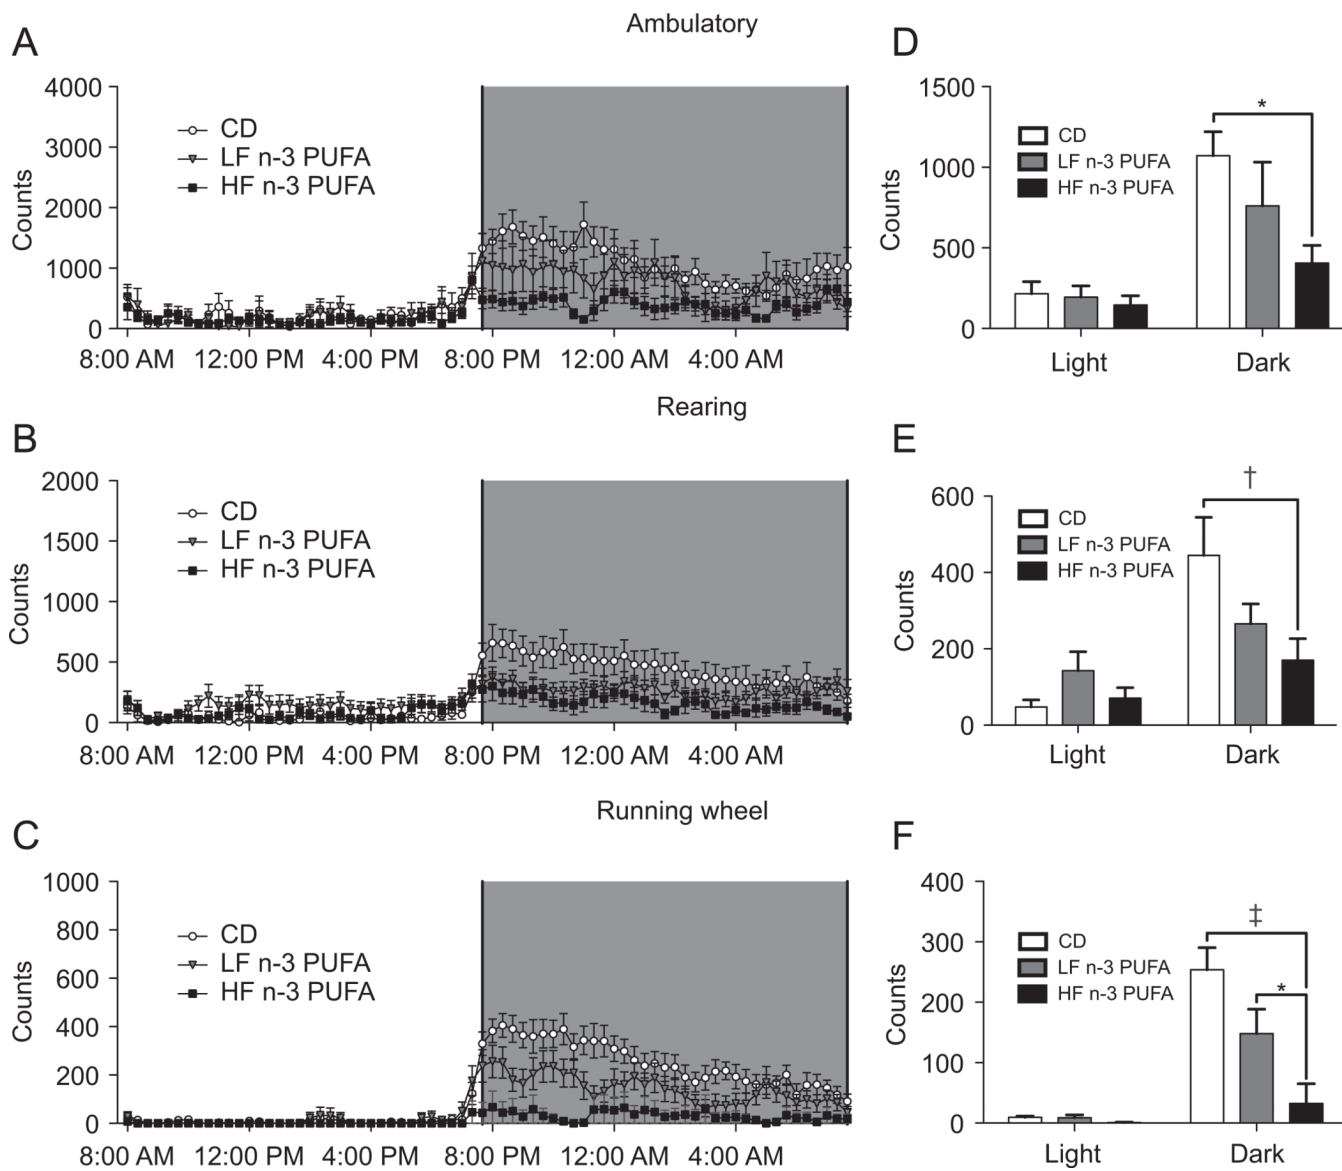 Ambulatory
A
4000
3000
2000
1000
0
Counts
CD
LF n-3 PUFA
HF n-3 PUFA
8:00 AM 12:00 PM 4:00 PM 8:00 PM 12:00 AM 4:00 AM
D
1500
1000
500
0
Counts
CD
LF n-3 PUFA
HF n-3 PUFA
*
Light Dark
Rearing
B
2000
1500
1000
500
0
Counts
CD
LF n-3 PUFA
HF n-3 PUFA
8:00 AM 12:00 PM 4:00 PM 8:00 PM 12:00 AM 4:00 AM
E
600
400
200
0
Counts
CD
LF n-3 PUFA
HF n-3 PUFA
†
Light Dark
Running wheel
C
1000
800
600
400
200
0
Counts
CD
LF n-3 PUFA
HF n-3 PUFA
8:00 AM 12:00 PM 4:00 PM 8:00 PM 12:00 AM 4:00 AM
F
400
300
200
100
0
Counts
CD
LF n-3 PUFA
HF n-3 PUFA
‡
*
Light Dark